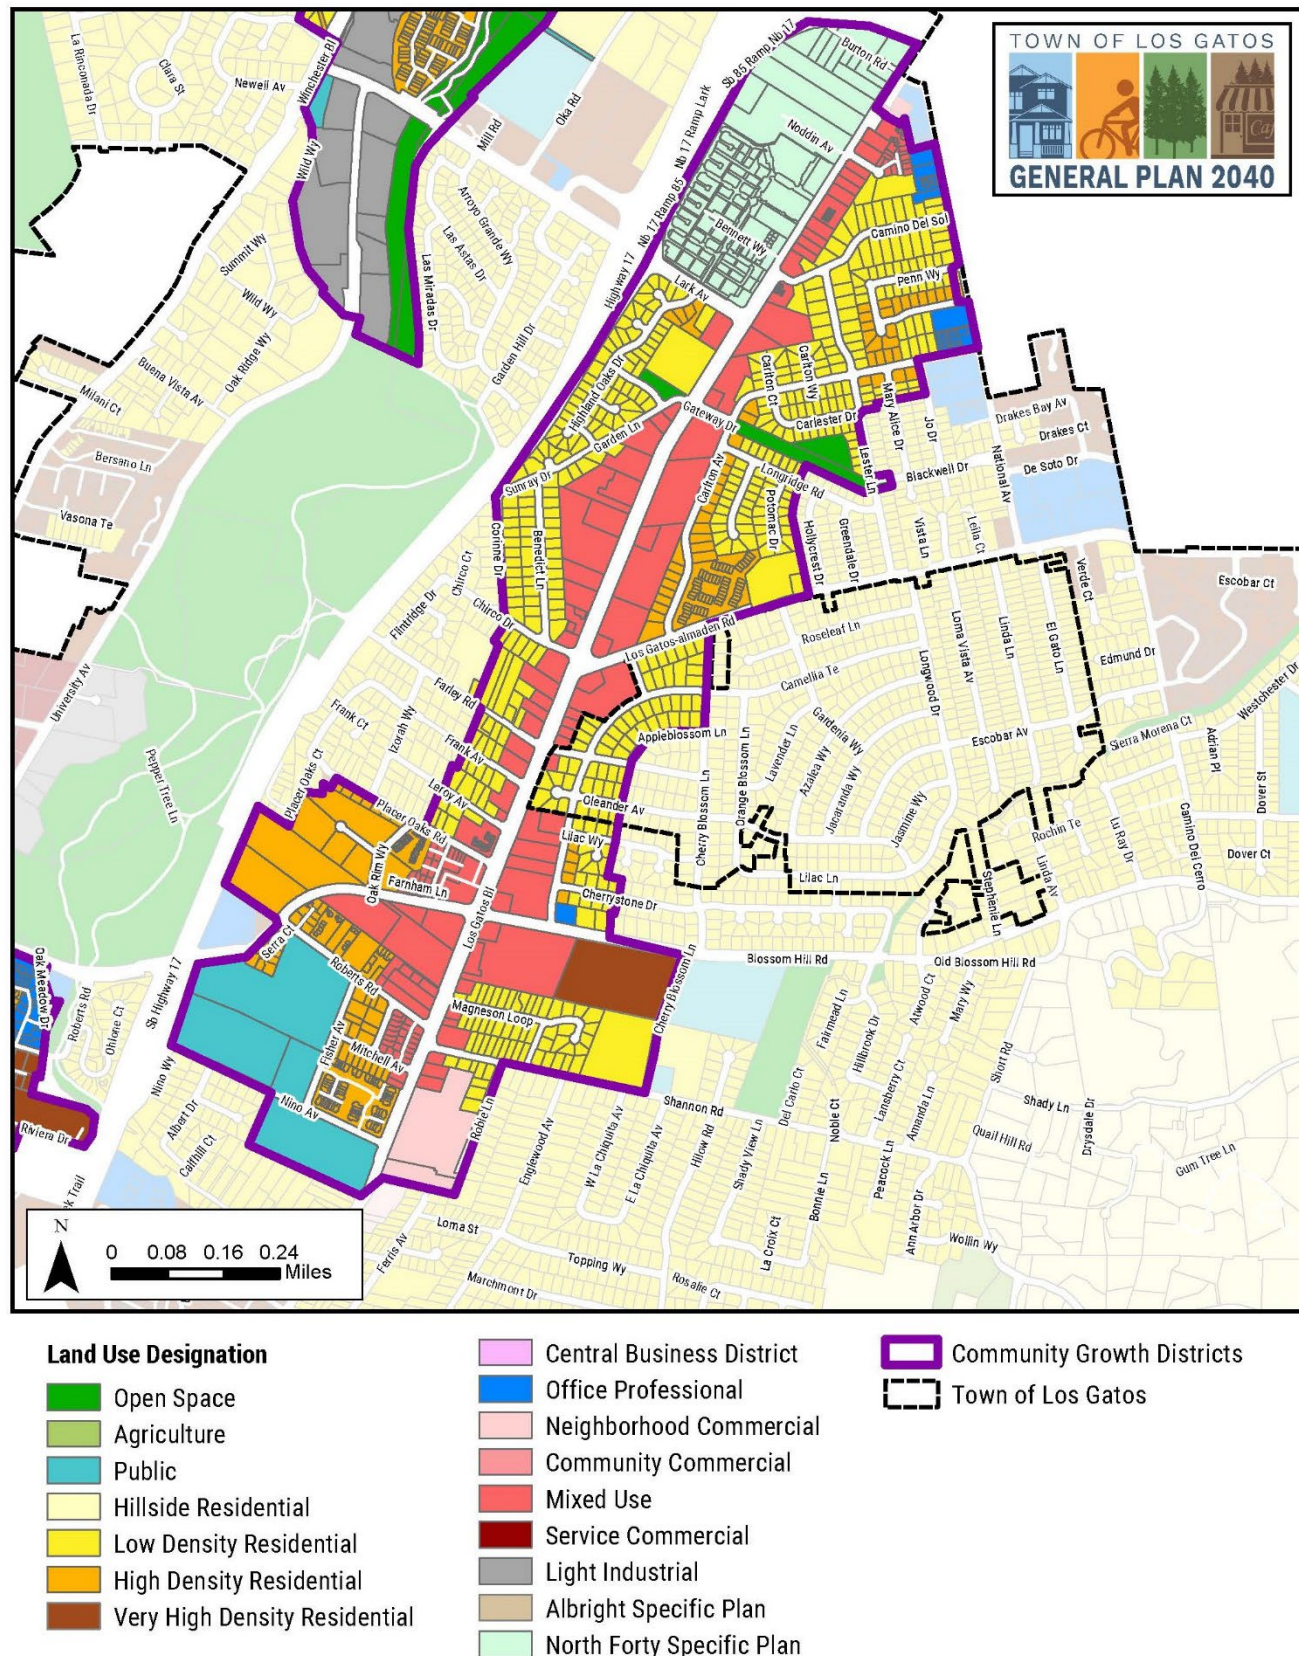 TOWN OF LOS GATOS
Caf
GENERAL PLAN 2040
La Rinconada Dr
Clara St
Newell Av
Winchester Bl
Wild Wy
Mill Rd
Oka Rd
Sb 85 Ramp Nb 17
Burton Rd
Nb 17 Ramp Lark
Noddin Av
Nb 17 Ramp 85
Bennett Wy
Highway 17
Lark Av
Camino Del Sol
Penn Wy
Arroyo Grande Wy
Las Astas Dr
Las Miradas Dr
Summit Wy
Wild Wy
Garden Hill Dr
Oak Ridge Wy
Buena Vista Av
Milani Ct
Bersano Ln
Vasona Te
Highland Oaks Dr
Carlton Ct
Carlton Wy
Mary Alice Dr
Gateway Dr
Carlester Dr
Jo Dr
Drakes Bay Av
Drakes Ct
De Soto Dr
National Av
Blackwell Dr
Lester Ln
Garden Ln
Sunray Dr
Carlton Av
Longridge Rd
Potomac Dr
Hollycrest Dr
Greendale Dr
Vista Ln
Leila Ct
Verde Ct
Escobar Ct
Corinne Dr
Benedict Ln
Chirco Ct
Chirco Dr
Flintridge Dr
Los Gatos-almaden Rd
Roseleaf Ln
Camellia Te
Longwood Dr
Loma Vista Av
Linda Ln
El Gato Ln
Edmund Dr
Westchester Dr
University Av
Frank Ct
Izorah Wy
Farley Rd
Frank Av
Appleblossom Ln
Lavender Ln
Gardenia Wy
Azalea Wy
Jacaranda Wy
Escobar Av
Sierra Morena Ct
Adrian Pl
Dover St
Pepper Tree Ln
Placer Oaks Ct
Leroy Av
Placer Oaks Rd
Oleander Av
Cherry Blossom Ln
Orange Blossom Ln
Jasmine Wy
Rochin Te
Lu Ray Dr
Camino Del Cerro
Dover Ct
Lilac Wy
Lilac Ln
Oak Rim Wy
Farnham Ln
Los Gatos Bl
Cherrystone Dr
Stephenie Ln
Linda Av
Serra Ct
Roberts Rd
Blossom Hill Rd
Old Blossom Hill Rd
Cherry Blossom Ln
Oak Meadow Dr
Roberts Rd
Ohlone Ct
Sb Highway 17
Magneson Loop
Fairmead Ln
Hillbrook Dr
Atwood Ct
Mary Wy
Fisher Av
Mitchell Av
Nino Wy
Nino Av
Albert Dr
Calfhill Ct
Riviera Dr
Robie Ln
Shannon Rd
Del Carlo Ct
Lansberry Ct
Amanda Ln
Short Rd
Shady Ln
Drysdale Dr
Quail Hill Rd
Gum Tree Ln
Englewood Av
W La Chiquita Av
E La Chiquita Av
Hilow Rd
Shady View Ln
Noble Ct
Peacock Ln
Bonnie Ln
La Croix Ct
Ann Arbor Dr
Wollin Wy
Loma St
Ferris Av
Topping Wy
Marchmont Dr
Rosalie Ct
ek Trail
N
0 0.08 0.16 0.24
Miles
Land Use Designation
Open Space
Agriculture
Public
Hillside Residential
Low Density Residential
High Density Residential
Very High Density Residential
Central Business District
Office Professional
Neighborhood Commercial
Community Commercial
Mixed Use
Service Commercial
Light Industrial
Albright Specific Plan
North Forty Specific Plan
Community Growth Districts
Town of Los Gatos